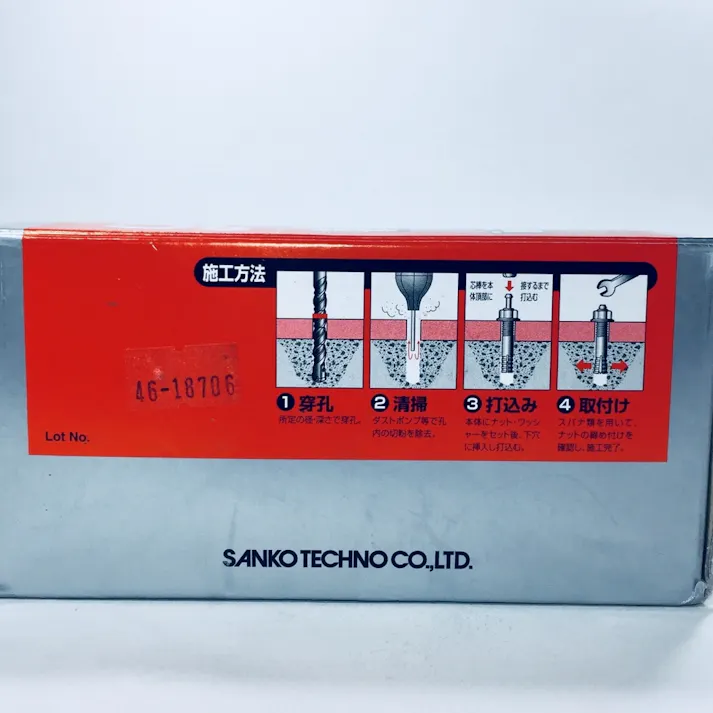 施工方法
芯棒を本
体頂部に
接するまで
打込む
1 穿孔
所定の径・深さで穿孔。
2 清掃
ダストポンプ等で孔
内の切粉を除去。
3 打込み
本体にナット・ワッシ
ャーをセット後、下穴
に挿入し打込む。
4 取付け
スパナ類を用いて、
ナットの締め付けを
確認し、施工完了。
46-18706
Lot No.
SANKO TECHNO CO.,LTD.